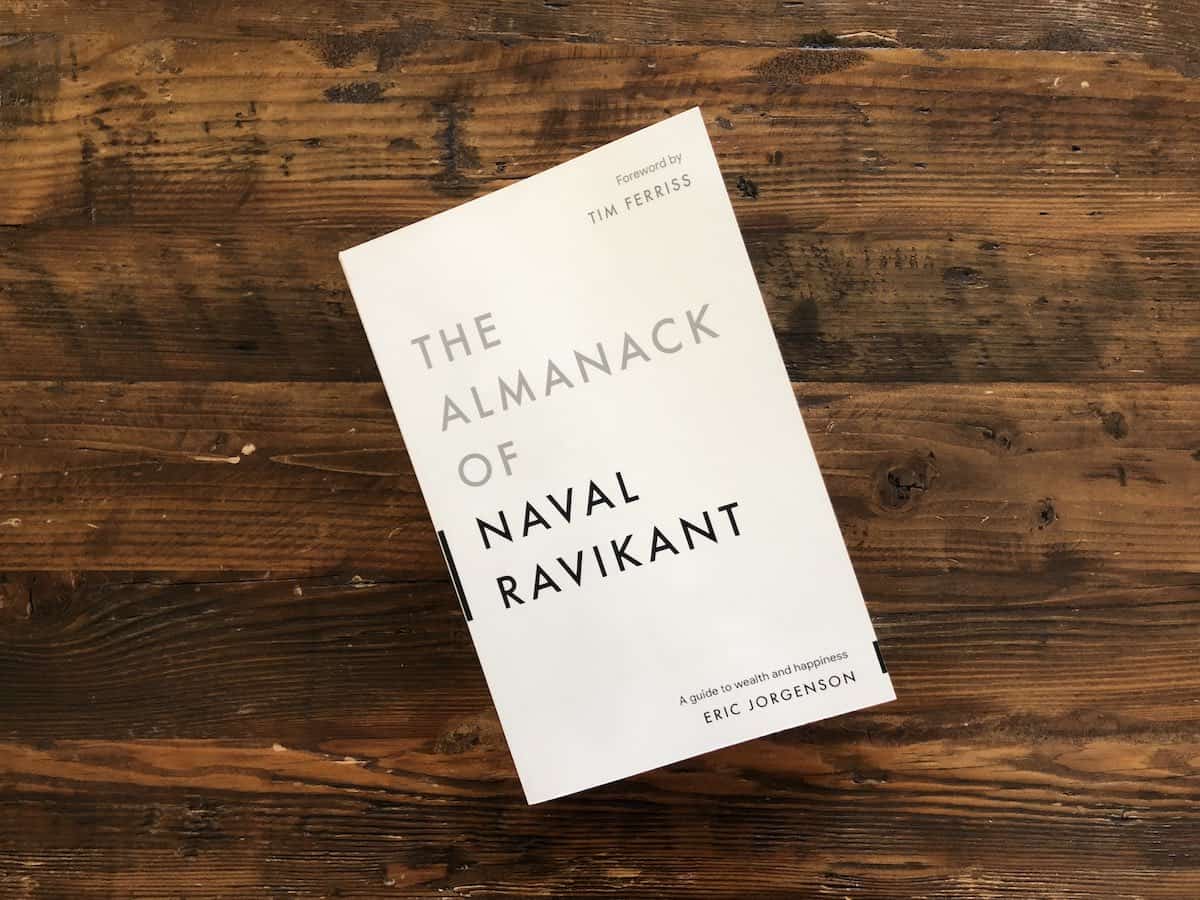 Foreword by
TIM FERRISS
THE
ALMANACK
OF
NAVAL
RAVIKANT
A guide to wealth and happiness
ERIC JORGENSON